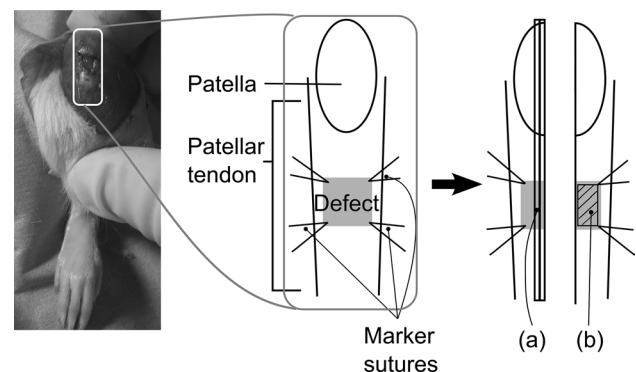 Patella
Patellar
tendon
Defect
Marker
sutures
(a)
(b)